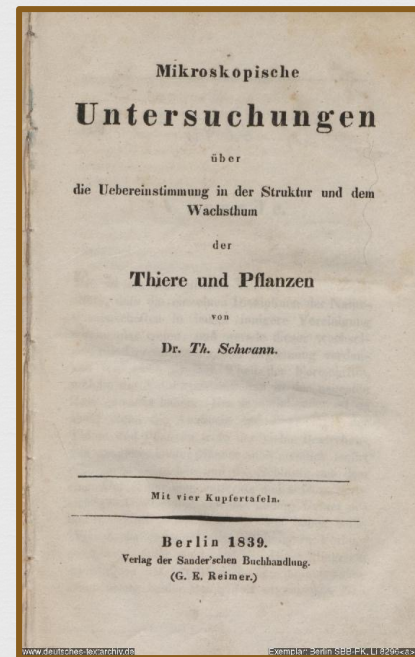 Mikroskopische
Untersuchungen
über
die Uebereinstimmung in der Struktur und dem
Wachsthum
der
Thiere und Pflanzen
von
Dr. Th. Schwann.
Mit vier Kupfertafeln.
Berlin 1839.
Verlag der Sander'schen Buchhandlung.
(G. E. Reimer.)
www.deutsches-textarchiv.de
Exemplar: Berlin SBB-PK, LI 8296<a>